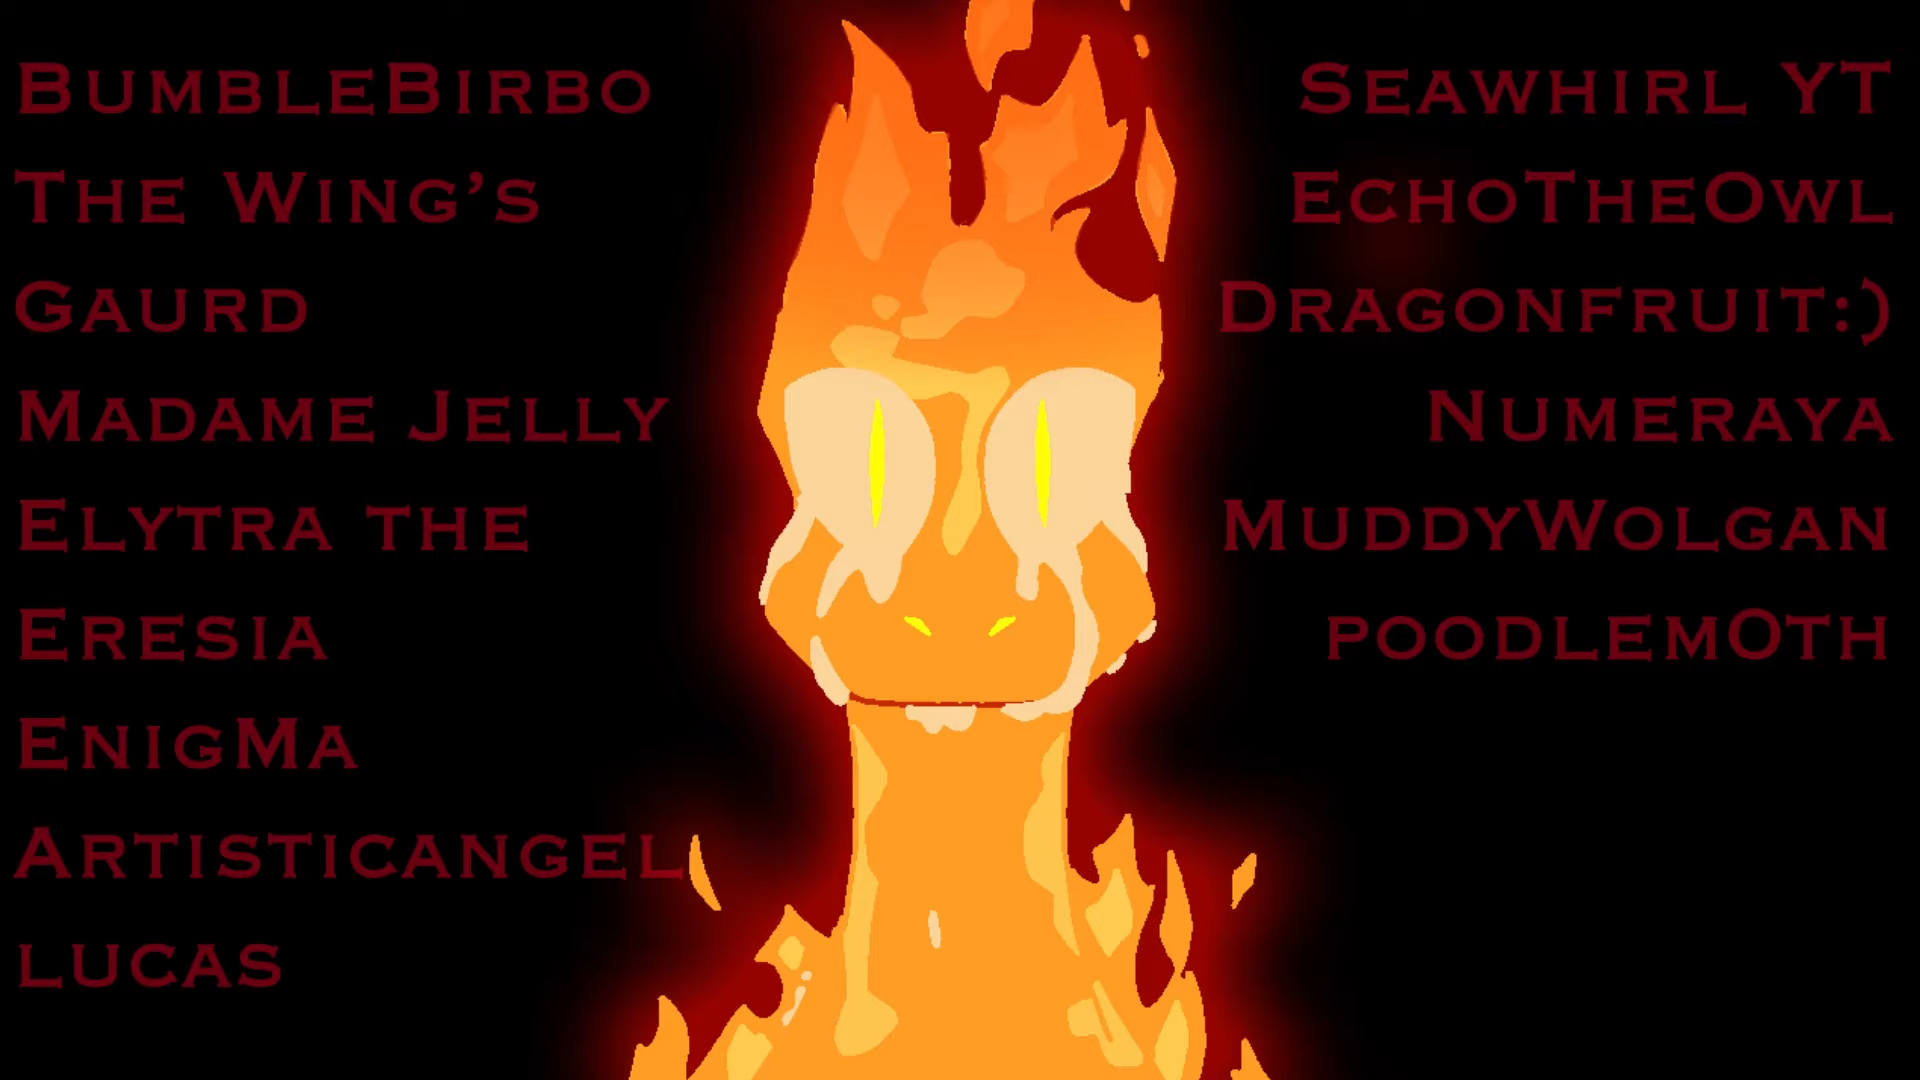 BumbleBirbo
The Wing's
Gaurd
Madame Jelly
Elytra the
Eresia
EnigMa
Artisticangel
lucas
Seawhirl YT
EchoTheOwl
Dragonfruit:)
Numeraya
MuddyWolgan
poodlem0th